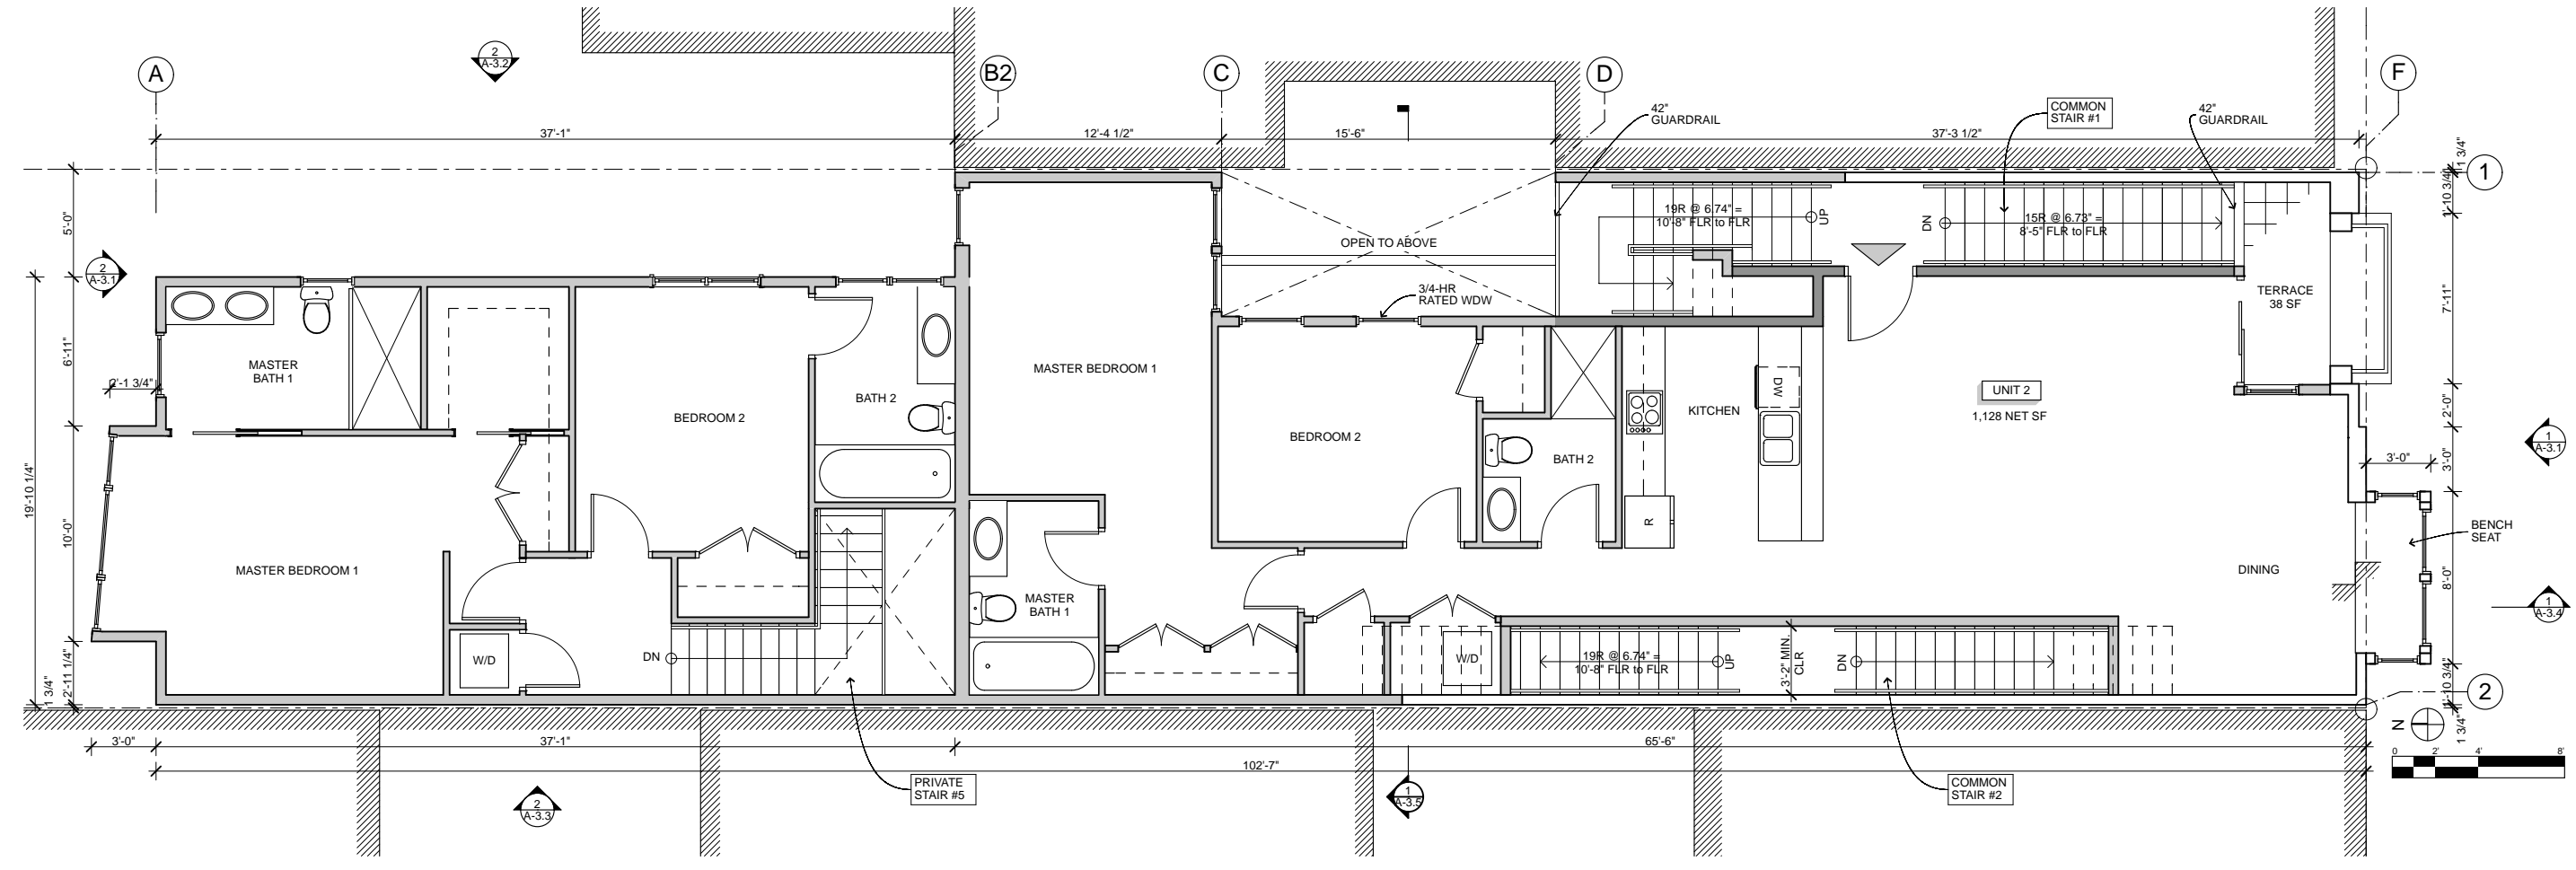 2
A-3.2
A
B2
C
D
F
42"
GUARDRAIL
COMMON
STAIR #1
42"
GUARDRAIL
37'-1"
12'-4 1/2"
15'-6"
37'-3 1/2"
1 3/4"
1
1'-10 3/4"
5'-0"
19R @ 6.74" =
10'-8" FLR to FLR
UP
DN
15R @ 6.73" =
8'-5" FLR to FLR
OPEN TO ABOVE
2
A-3.1
3/4-HR
RATED WDW
TERRACE
38 SF
7'-11"
6'-11"
MASTER
BATH 1
MASTER BEDROOM 1
2'-1 3/4"
BATH 2
DW
UNIT 2
BEDROOM 2
KITCHEN
1,128 NET SF
2'-0"
BEDROOM 2
1
A-3.1
BATH 2
3'-0"
3'-0"
19'-10 1/4"
10'-0"
R
BENCH
SEAT
MASTER BEDROOM 1
DINING
8'-0"
MASTER
BATH 1
1
A-3.4
W/D
DN
W/D
19R @ 6.74" =
10'-8" FLR to FLR
UP
3'-2" MIN.
CLR
DN
2'-11 1/4"
1 3/4"
1'-10 3/4"
2
N
1 3/4"
3'-0"
37'-1"
65'-6"
0 2' 4' 8'
102'-7"
PRIVATE
STAIR #5
COMMON
STAIR #2
2
A-3.3
1
A-3.5